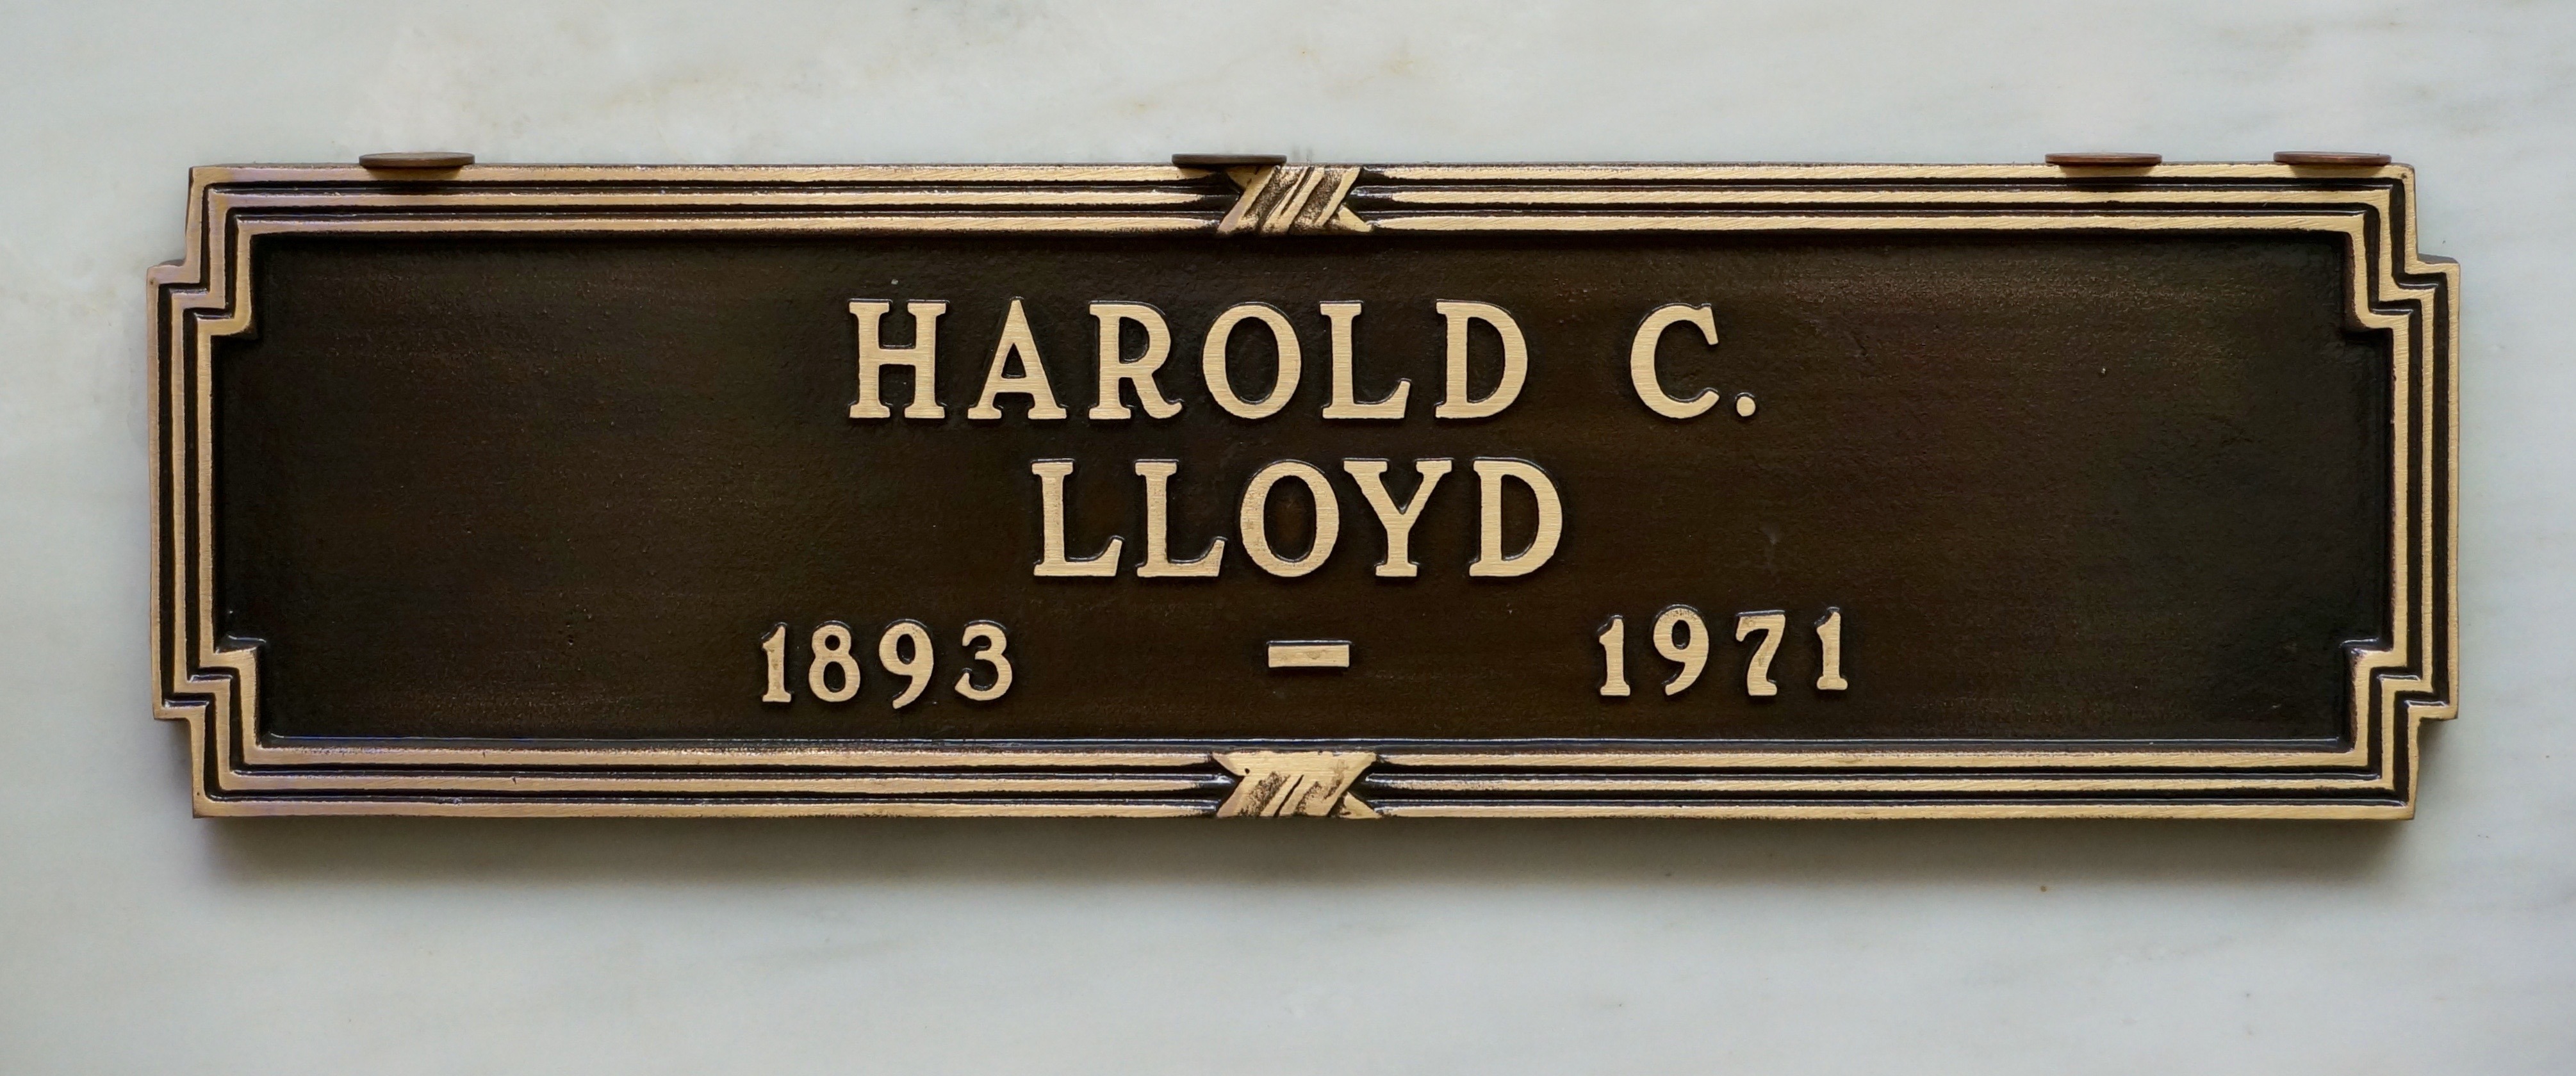 HAROLD C.
LLOYD
1893 – 1971